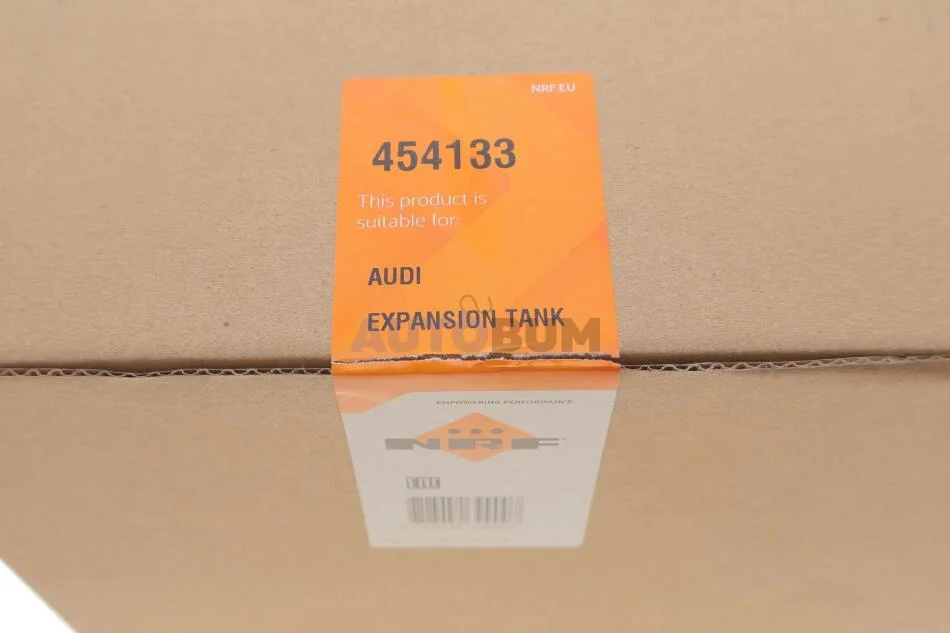 NRF.EU
454133
This product is
suitable for:
AUDI
EXPANSION TANK
AUTOBUM
EMPOWERING PERFORMANCE
NRF
EAC